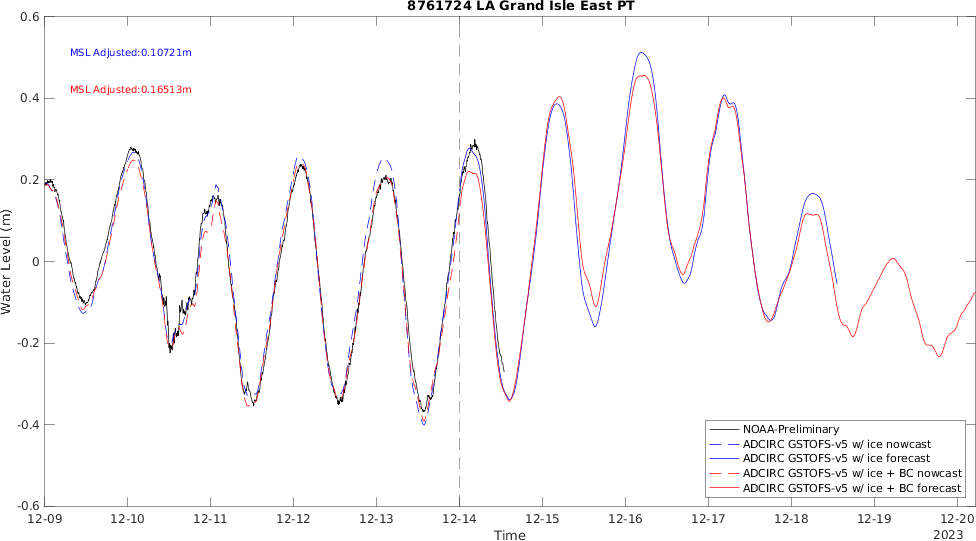 8761724 LA Grand Isle East PT
MSL Adjusted:0.10721m
MSL Adjusted:0.16513m
Water Level (m)
0.6
0.4
0.2
0
-0.2
-0.4
-0.6
NOAA-Preliminary
ADCIRC GSTOFS-v5 w/ ice nowcast
ADCIRC GSTOFS-v5 w/ ice forecast
ADCIRC GSTOFS-v5 w/ ice + BC nowcast
ADCIRC GSTOFS-v5 w/ ice + BC forecast
12-09 12-10 12-11 12-12 12-13 12-14 12-15 12-16 12-17 12-18 12-19 12-20
Time
2023